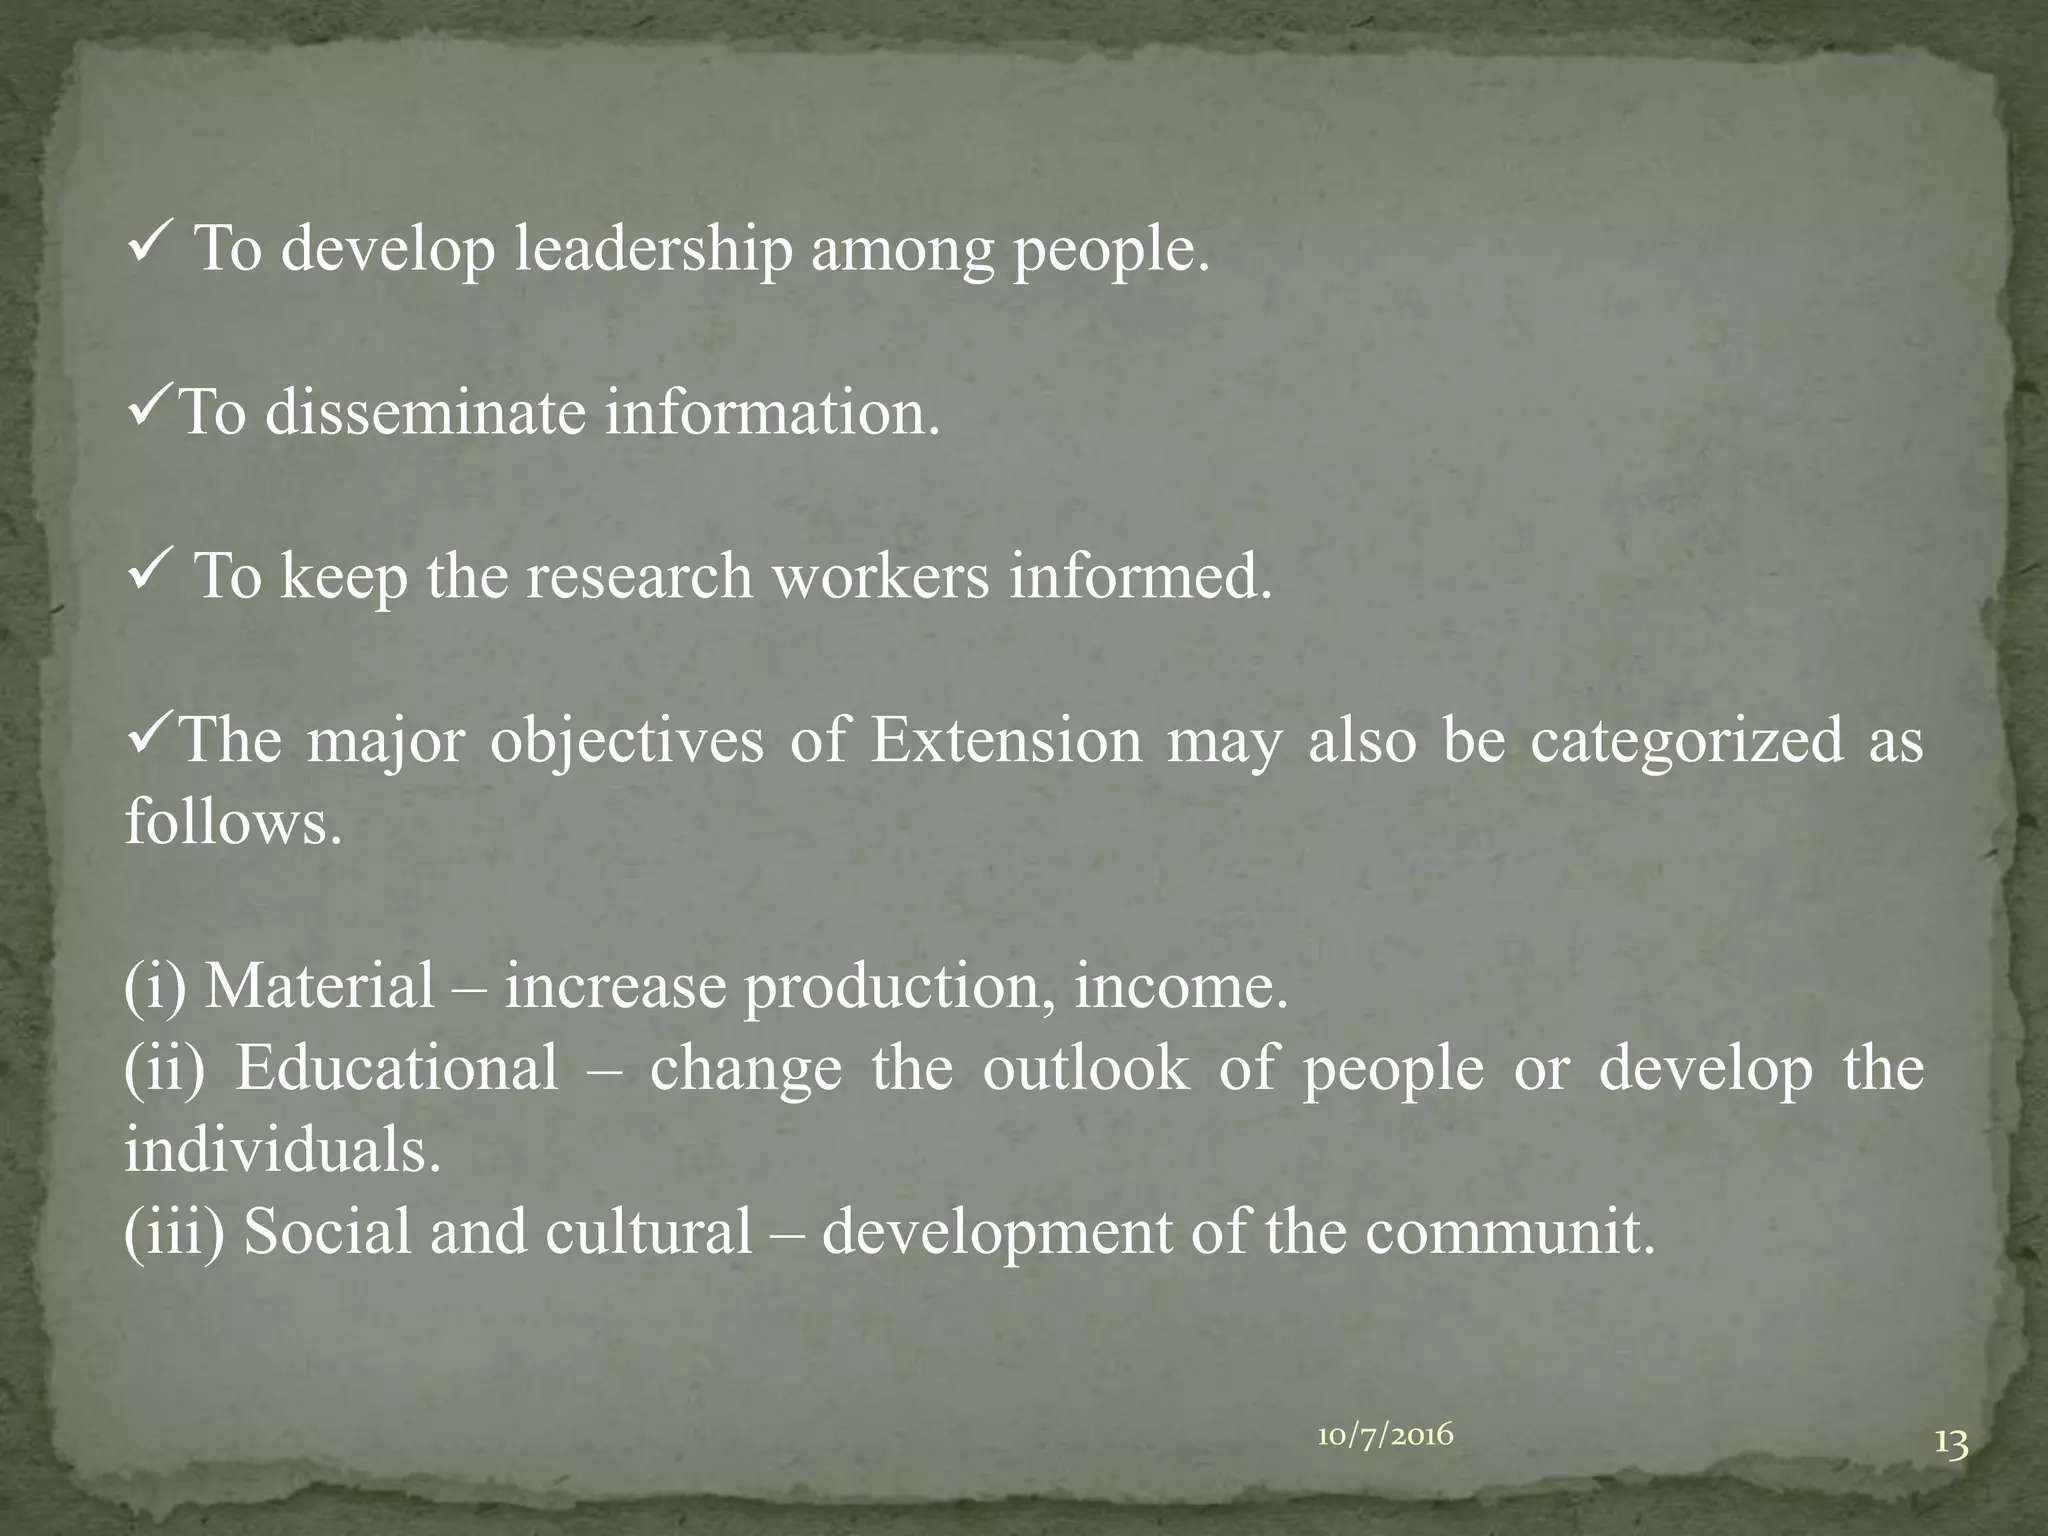 ✓ To develop leadership among people.
✓To disseminate information.
✓ To keep the research workers informed.
✓The major objectives of Extension may also be categorized as
follows.
(i) Material – increase production, income.
(ii) Educational – change the outlook of people or develop the
individuals.
(iii) Social and cultural – development of the communit.
10/7/2016
13